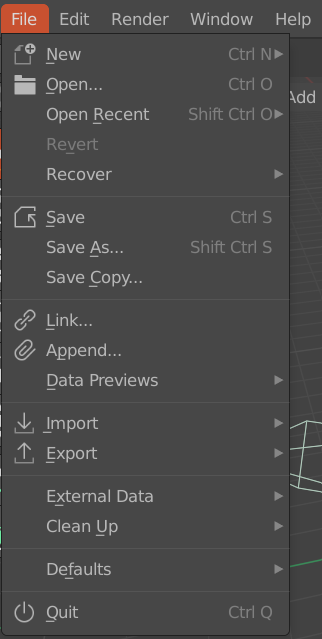 File Edit Render Window Help
New Ctrl N
Open... Ctrl O
Add
Open Recent Shift Ctrl O
Revert
Recover
Save Ctrl S
Save As... Shift Ctrl S
Save Copy...
Link...
Append...
Data Previews
Import
Export
External Data
Clean Up
Defaults
Quit Ctrl Q